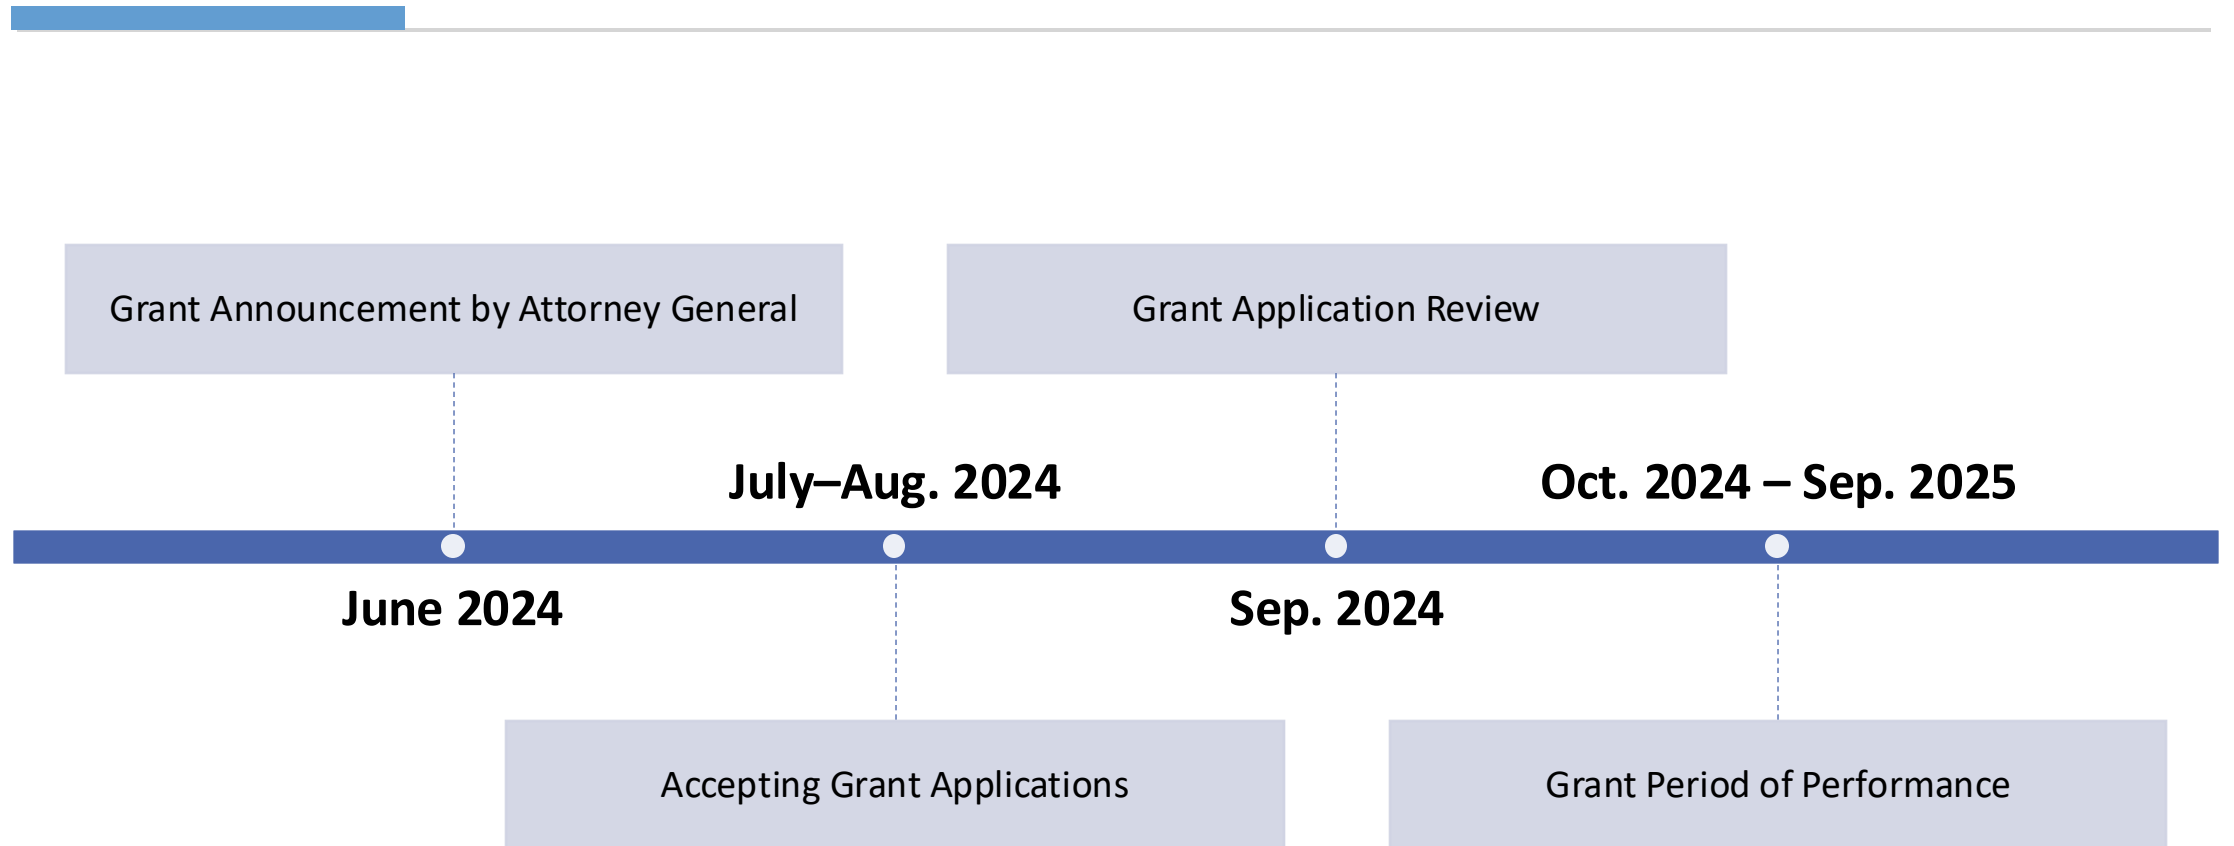 Grant Announcement by Attorney General
Grant Application Review
July–Aug. 2024
Oct. 2024 – Sep. 2025
June 2024
Sep. 2024
Accepting Grant Applications
Grant Period of Performance